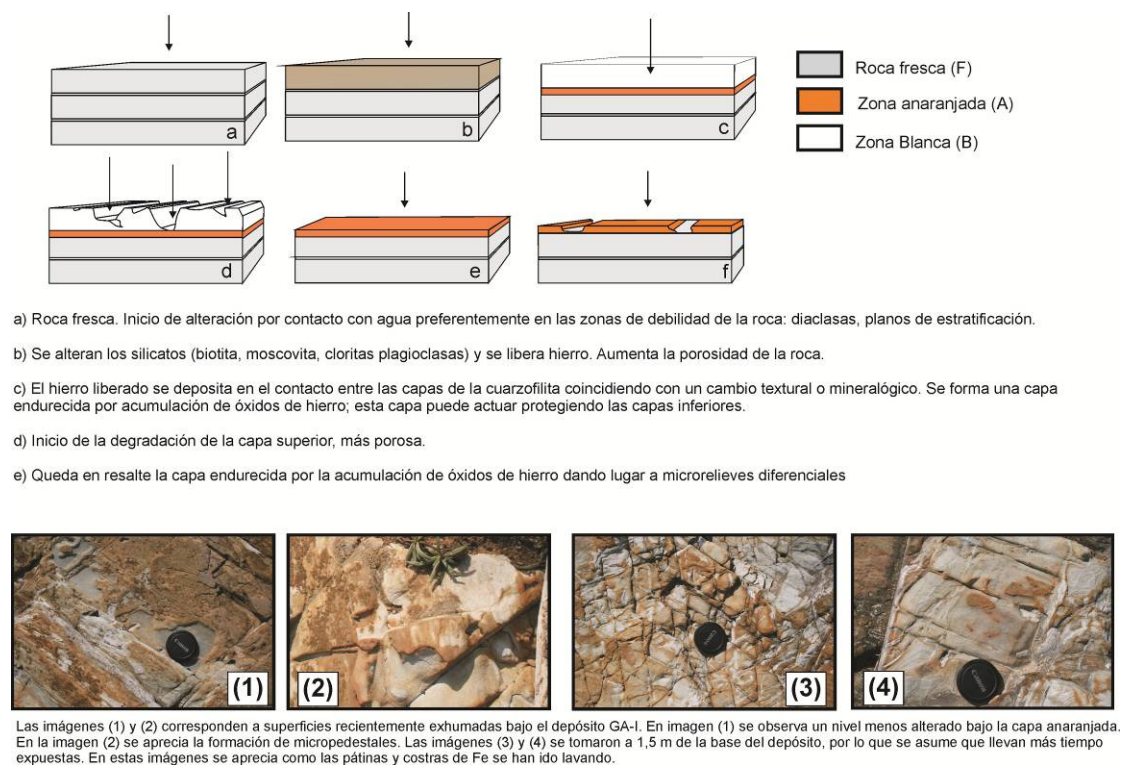 a
b
c
Roca fresca (F)
Zona anaranjada (A)
Zona Blanca (B)
d
e
f
a) Roca fresca. Inicio de alteración por contacto con agua preferentemente en las zonas de debilidad de la roca: diaclasas, planos de estratificación.
b) Se alteran los silicatos (biotita, moscovita, cloritas plagioclasas) y se libera hierro. Aumenta la porosidad de la roca.
c) El hierro liberado se deposita en el contacto entre las capas de la cuarzofilita coincidiendo con un cambio textural o mineralógico. Se forma una capa
endurecida por acumulación de óxidos de hierro; esta capa puede actuar protegiendo las capas inferiores.
d) Inicio de la degradación de la capa superior, más porosa.
e) Queda en resalte la capa endurecida por la acumulación de óxidos de hierro dando lugar a microrelieves diferenciales
(1)
(2)
(3)
(4)
Canon
Las imágenes (1) y (2) corresponden a superficies recientemente exhumadas bajo el depósito GA-I. En imagen (1) se observa un nivel menos alterado bajo la capa anaranjada.
En la imagen (2) se aprecia la formación de micropedestales. Las imágenes (3) y (4) se tomaron a 1,5 m de la base del depósito, por lo que se asume que llevan más tiempo
expuestas. En estas imágenes se aprecia como las pátinas y costras de Fe se han ido lavando.